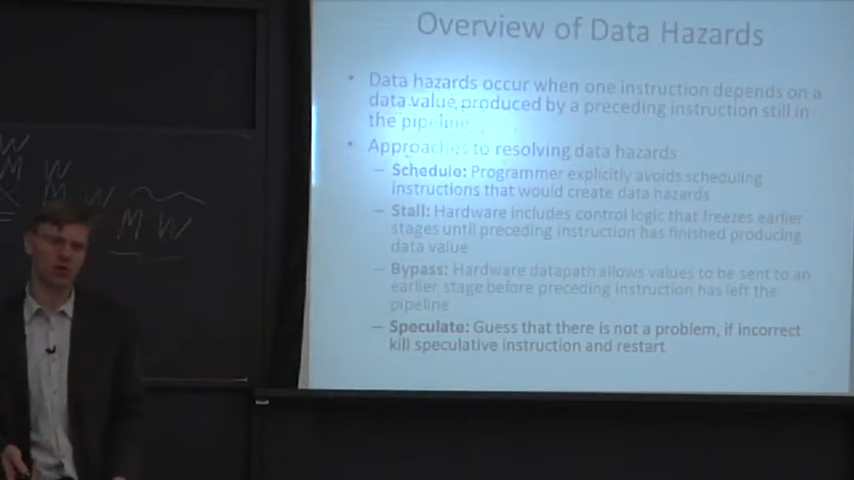 Overview of Data Hazards
• Data hazards occur when one instruction depends on a
data value produced by a preceding instruction still in
the pipeline
• Approaches to resolving data hazards
– Schedule: Programmer explicitly avoids scheduling
instructions that would create data hazards
– Stall: Hardware includes control logic that freezes earlier
stages until preceding instruction has finished producing
data value
– Bypass: Hardware datapath allows values to be sent to an
earlier stage before preceding instruction has left the
pipeline
– Speculate: Guess that there is not a problem, if incorrect
kill speculative instruction and restart
W
M W
M W
M W